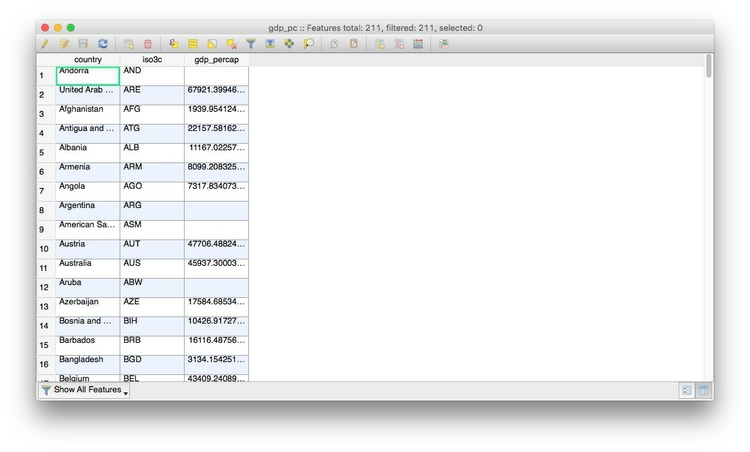 gdp_pc :: Features total: 211, filtered: 211, selected: 0
country iso3c gdp_percap
1 Andorra AND
2 United Arab ... ARE 67921.39946...
3 Afghanistan AFG 1939.954124...
4 Antigua and ... ATG 22157.58162...
5 Albania ALB 11167.02257...
6 Armenia ARM 8099.208325...
7 Angola AGO 7317.834073...
8 Argentina ARG
9 American Sa... ASM
10 Austria AUT 47706.48824...
11 Australia AUS 45937.30003...
12 Aruba ABW
13 Azerbaijan AZE 17584.68534...
14 Bosnia and ... BIH 10426.91727...
15 Barbados BRB 16116.48756...
16 Bangladesh BGD 3134.154251...
Belgium BEL 43409.24089...
Show All Features